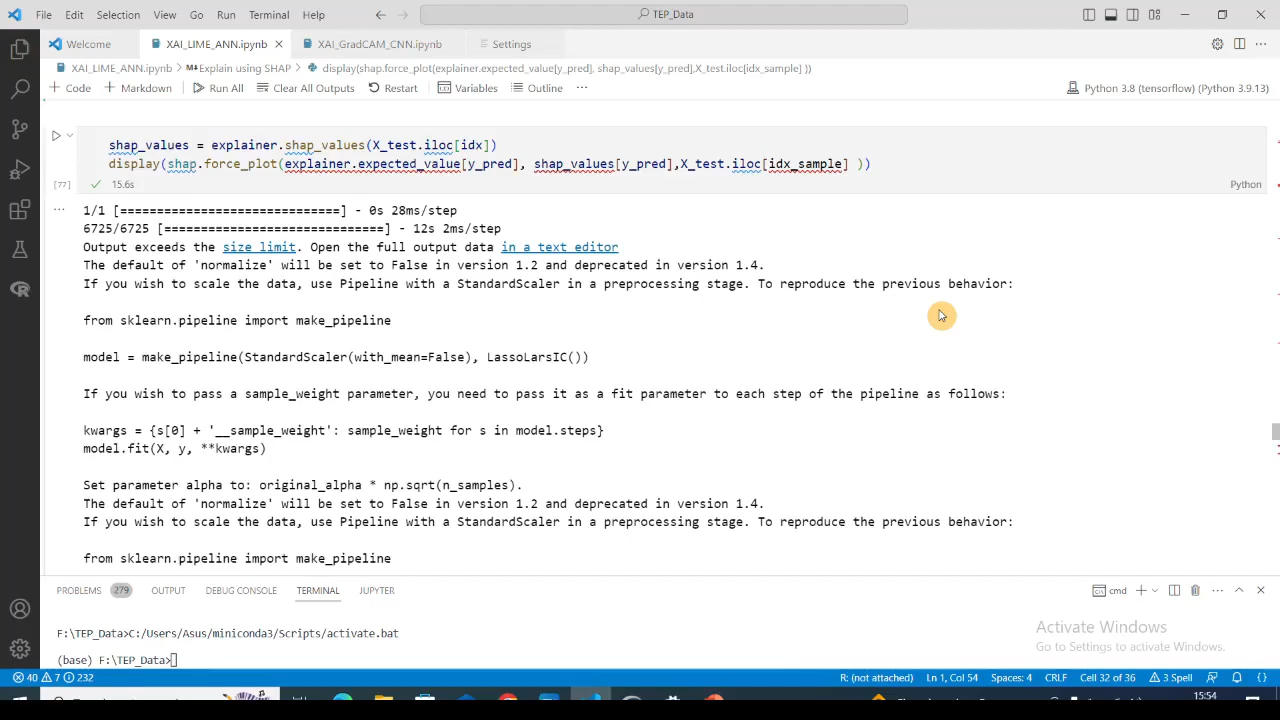 File Edit Selection View Go Run Terminal Help TEP_Data
Welcome XAI_LIME_ANN.ipynb XAI_GradCAM_CNN.ipynb Settings
XAI_LIME_ANN.ipynb > Explain using SHAP > display(shap.force_plot(explainer.expected_value[y_pred], shap_values[y_pred],X_test.iloc[idx_sample] ))
+ Code + Markdown Run All Clear All Outputs Restart Variables Outline ... Python 3.8 (tensorflow) (Python 3.9.13)
shap_values = explainer.shap_values(X_test.iloc[idx])
display(shap.force_plot(explainer.expected_value[y_pred], shap_values[y_pred],X_test.iloc[idx_sample] ))
[77] 15.6s Python
1/1 [==============================] - 0s 28ms/step
6725/6725 [==============================] - 12s 2ms/step
Output exceeds the size limit. Open the full output data in a text editor
The default of 'normalize' will be set to False in version 1.2 and deprecated in version 1.4.
If you wish to scale the data, use Pipeline with a StandardScaler in a preprocessing stage. To reproduce the previous behavior:
from sklearn.pipeline import make_pipeline
model = make_pipeline(StandardScaler(with_mean=False), LassoLarsIC())
If you wish to pass a sample_weight parameter, you need to pass it as a fit parameter to each step of the pipeline as follows:
kwargs = {s[0] + '__sample_weight': sample_weight for s in model.steps}
model.fit(X, y, **kwargs)
Set parameter alpha to: original_alpha * np.sqrt(n_samples).
The default of 'normalize' will be set to False in version 1.2 and deprecated in version 1.4.
If you wish to scale the data, use Pipeline with a StandardScaler in a preprocessing stage. To reproduce the previous behavior:
from sklearn.pipeline import make_pipeline
PROBLEMS 279 OUTPUT DEBUG CONSOLE TERMINAL JUPYTER cmd
F:\TEP_Data>C:/Users/Asus/miniconda3/Scripts/activate.bat
(base) F:\TEP_Data>
Activate Windows
Go to Settings to activate Windows.
40 7 232 R: (not attached) Ln 1, Col 54 Spaces: 4 CRLF Cell 32 of 36 3 Spell
15:54